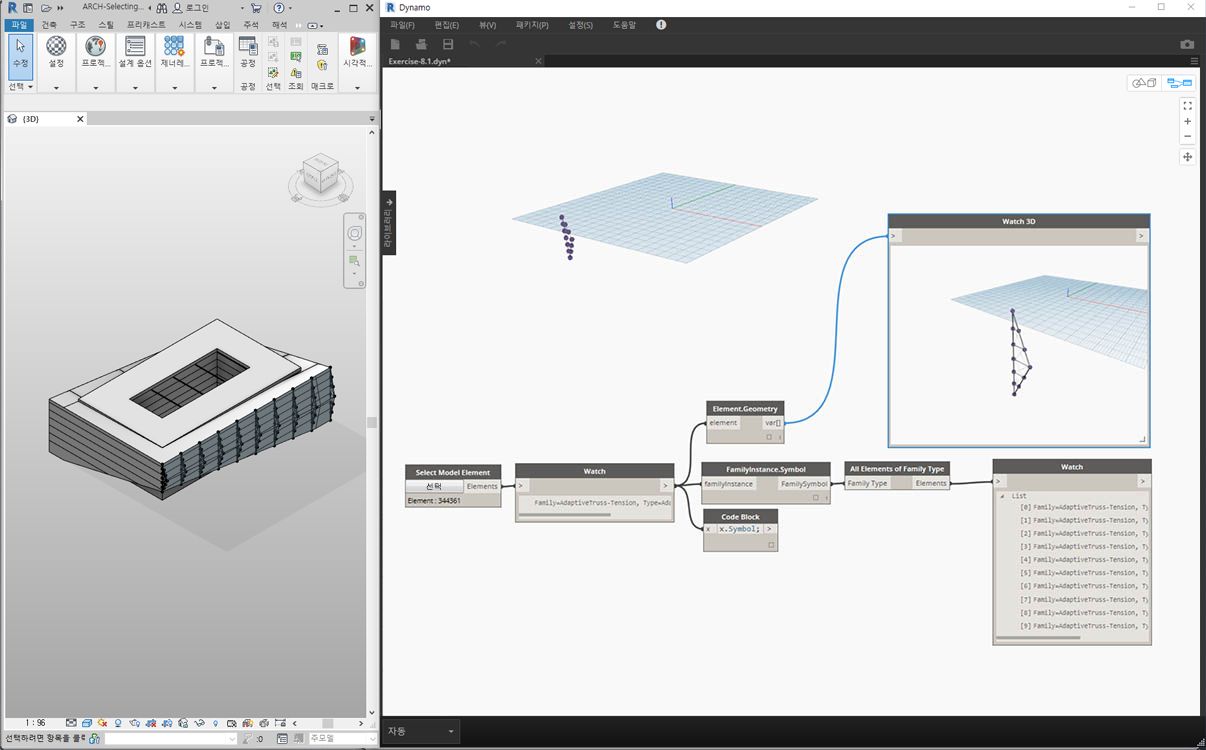 ARCH-Selecting...
로그인
파일
건축
구조
스틸
프리캐스트
시스템
삽입
주석
해석
수정
설정
프로젝...
설계 옵션
제너레...
프로젝...
공정
시각적...
선택
공정
선택
조회
매크로
{3D}
1 : 96
선택하려면 항목을 클릭
:0
주모델
Dynamo
파일(F)
편집(E)
뷰(V)
패키지(P)
설정(S)
도움말
Exercise-8.1.dyn*
라이브러리
Watch 3D
>
>
Element.Geometry
element
var[]
Select Model Element
선택
Elements
Element : 344361
Watch
>
>
Family=AdaptiveTruss-Tension, Type=Ada
FamilyInstance.Symbol
familyInstance
FamilySymbol
Code Block
x
x.Symbol;
>
All Elements of Family Type
Family Type
Elements
Watch
>
>
List
[0] Family=AdaptiveTruss-Tension, Ty
[1] Family=AdaptiveTruss-Tension, Ty
[2] Family=AdaptiveTruss-Tension, Ty
[3] Family=AdaptiveTruss-Tension, Ty
[4] Family=AdaptiveTruss-Tension, Ty
[5] Family=AdaptiveTruss-Tension, Ty
[6] Family=AdaptiveTruss-Tension, Ty
[7] Family=AdaptiveTruss-Tension, Ty
[8] Family=AdaptiveTruss-Tension, Ty
[9] Family=AdaptiveTruss-Tension, Ty
자동